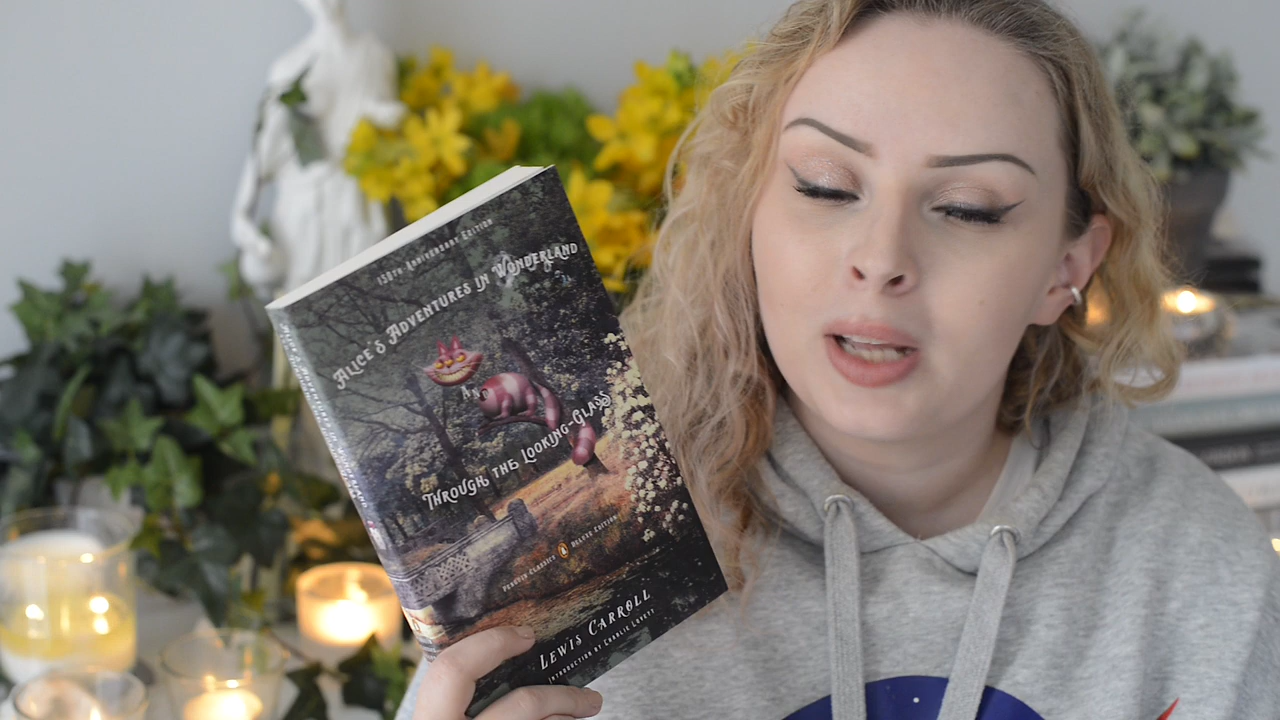 150th Anniversary Edition
Alice's Adventures in Wonderland
And
Through the Looking-Glass
Penguin Classics Deluxe Edition
Lewis Carroll
Introduction by Charlie Lovett